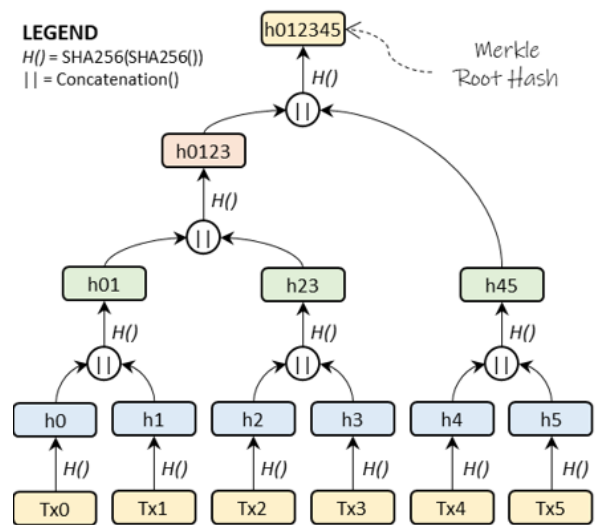 LEGEND
H() = SHA256(SHA256())
|| = Concatenation()
h012345
Merkle
Root Hash
H()
||
h0123
H()
||
h01
h23
h45
H()
H()
H()
||
||
||
h0
h1
h2
h3
h4
h5
H()
H()
H()
H()
H()
H()
Tx0
Tx1
Tx2
Tx3
Tx4
Tx5